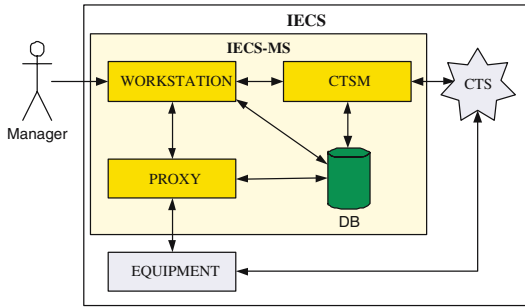 IECS
IECS-MS
WORKSTATION
CTSM
CTS
Manager
PROXY
DB
EQUIPMENT